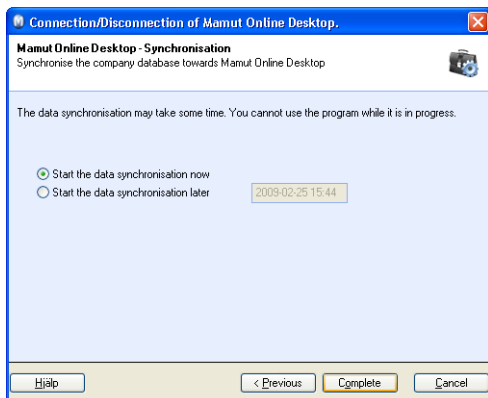 Connection/Disconnection of Mamut Online Desktop.
Mamut Online Desktop - Synchronisation
Synchronise the company database towards Mamut Online Desktop
The data synchronisation may take some time. You cannot use the program while it is in progress.
Start the data synchronisation now
Start the data synchronisation later 2009-02-25 15:44
Hjälp < Previous Complete Cancel